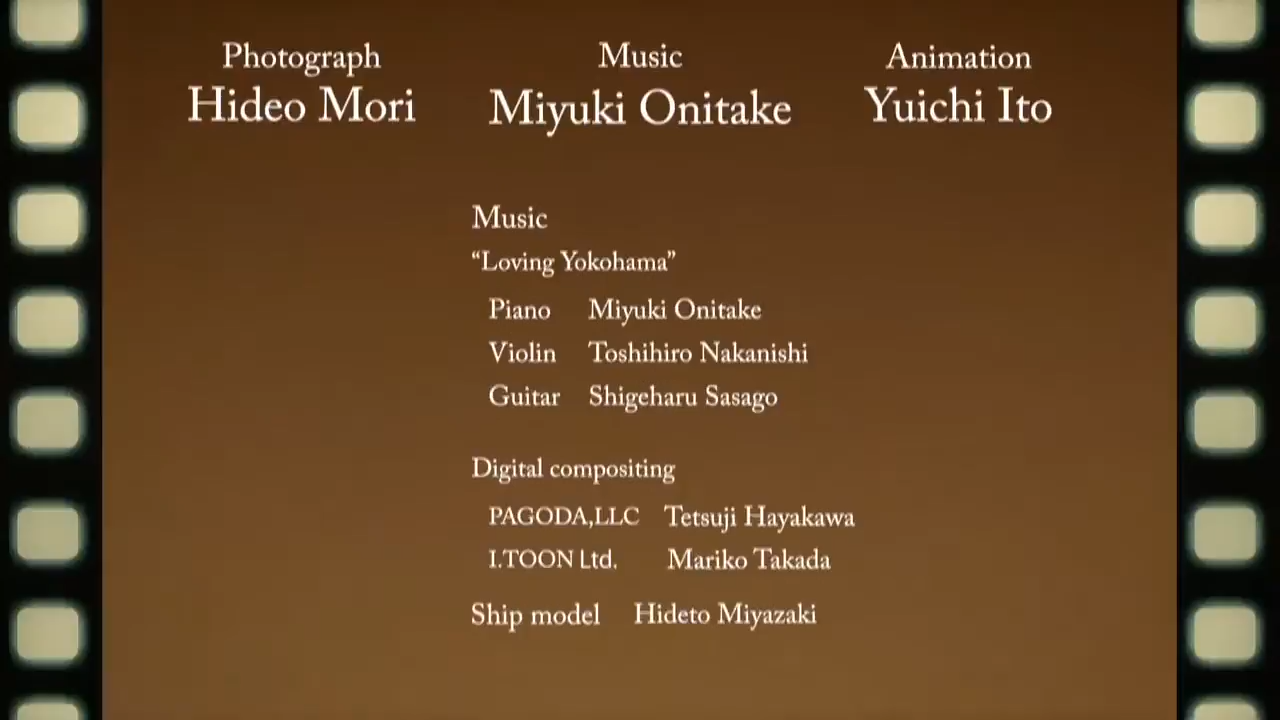 Photograph Music Animation
Hideo Mori Miyuki Onitake Yuichi Ito
Music
“Loving Yokohama”
Piano Miyuki Onitake
Violin Toshihiro Nakanishi
Guitar Shigeharu Sasago
Digital compositing
PAGODA,LLC Tetsuji Hayakawa
I.TOON Ltd. Mariko Takada
Ship model Hideto Miyazaki